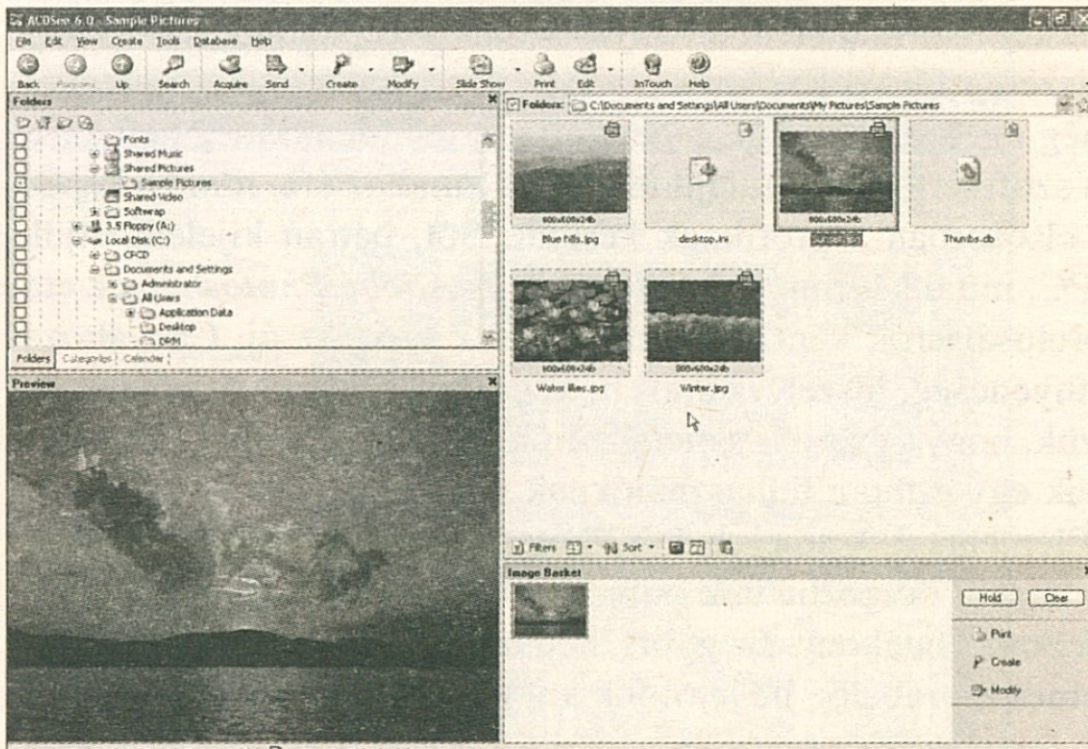 ACDSee 6.0 - Sample Pictures
File Edit View Create Tools Database Help
Back Up Search Acquire Send Create Modify Slide Show Print Edit InTouch Help
Folders
Fonts
Shared Music
Shared Pictures
Sample Pictures
Shared Video
Softwrap
3.5 Floppy (A:)
Local Disk (C:)
CFCD
Documents and Settings
Administrator
All Users
Application Data
Desktop
DRM
Folders Categories Calendar
Preview
Folders: C:\Documents and Settings\All Users\Documents\My Pictures\Sample Pictures
800x600x24b
Blue hills.jpg
desktop.ini
800x600x24b
Thumbs.db
800x600x24b
Water lilies.jpg
800x600x24b
Winter.jpg
Filters Sort
Image Basket
Hold Clear
Print
Create
Modify